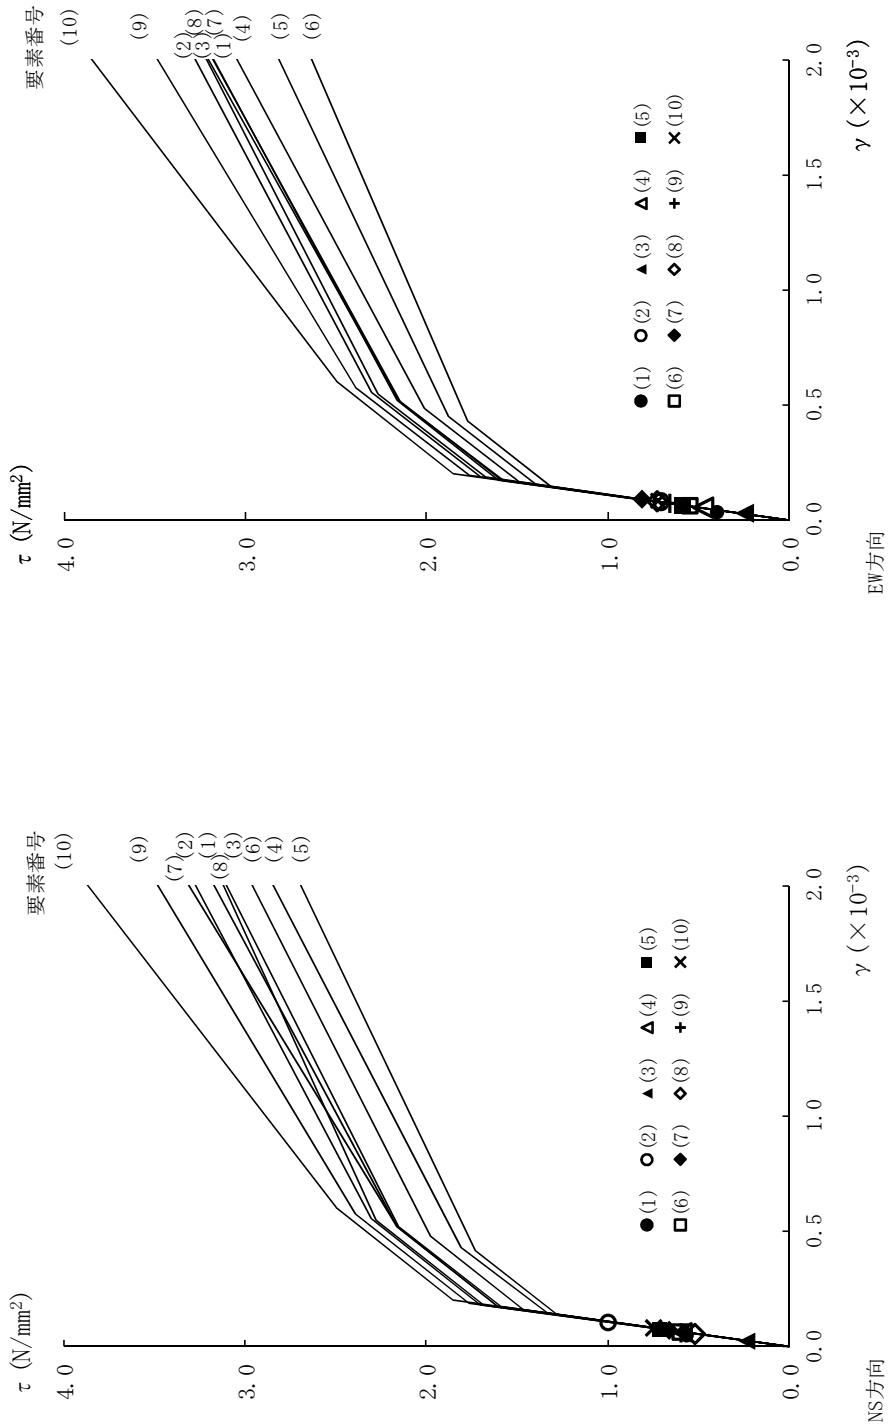 τ (N/mm²)
要素番号
4.0
3.0
2.0
1.0
0.0
(10)
(9)
(7)
(2)
(1)
(8)
(3)
(6)
(4)
(5)
●(1) ○(2) ▲(3) △(4) ■(5)
□(6) ◆(7) ◇(8) +(9) ×(10)
0.0 0.5 1.0 1.5 2.0
γ (×10⁻³)
NS方向
τ (N/mm²)
要素番号
4.0
3.0
2.0
1.0
0.0
(10)
(9)
(2)
(8)
(3)
(7)
(1)
(4)
(5)
(6)
●(1) ○(2) ▲(3) △(4) ■(5)
□(6) ◆(7) ◇(8) +(9) ×(10)
0.0 0.5 1.0 1.5 2.0
γ (×10⁻³)
EW方向